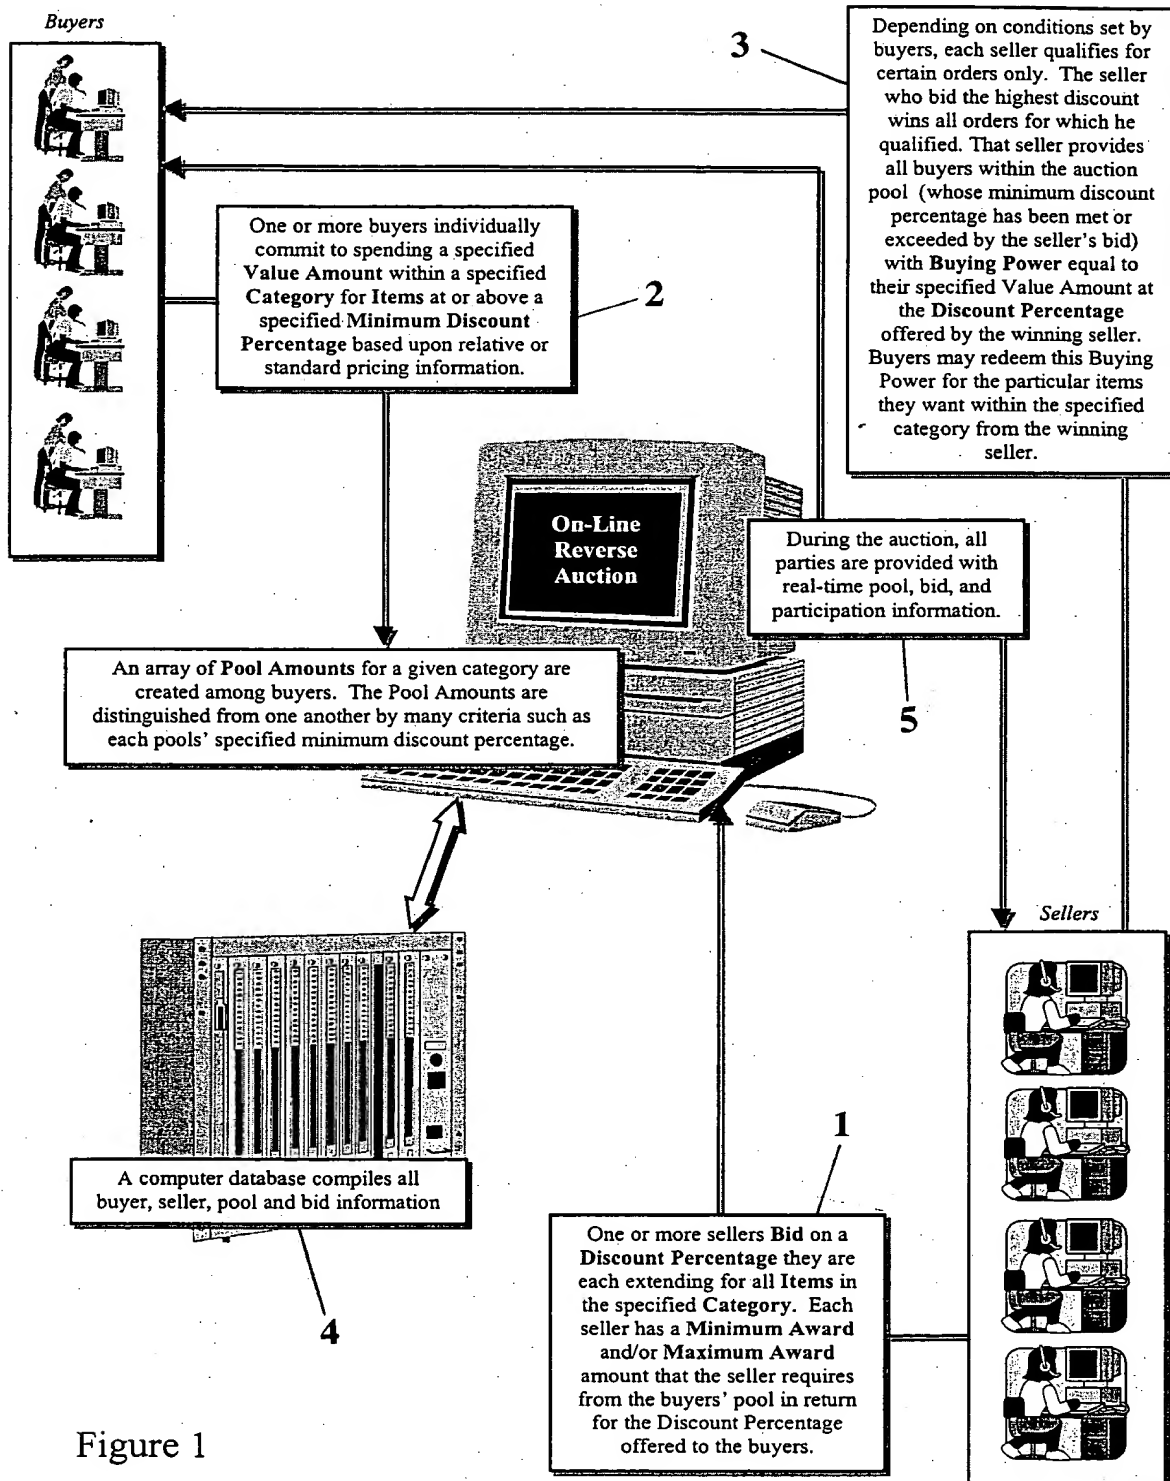 Buyers
3
Depending on conditions set by
buyers, each seller qualifies for
certain orders only. The seller
who bid the highest discount
wins all orders for which he
qualified. That seller provides
all buyers within the auction
pool (whose minimum discount
percentage has been met or
exceeded by the seller's bid)
with Buying Power equal to
their specified Value Amount at
the Discount Percentage
offered by the winning seller.
Buyers may redeem this Buying
Power for the particular items
they want within the specified
category from the winning
seller.
One or more buyers individually
commit to spending a specified
Value Amount within a specified
Category for Items at or above a
specified Minimum Discount
Percentage based upon relative or
standard pricing information.
2
On-Line
Reverse
Auction
During the auction, all
parties are provided with
real-time pool, bid, and
participation information.
5
An array of Pool Amounts for a given category are
created among buyers. The Pool Amounts are
distinguished from one another by many criteria such as
each pools' specified minimum discount percentage.
Sellers
A computer database compiles all
buyer, seller, pool and bid information
4
1
One or more sellers Bid on a
Discount Percentage they are
each extending for all Items in
the specified Category. Each
seller has a Minimum Award
and/or Maximum Award
amount that the seller requires
from the buyers' pool in return
for the Discount Percentage
offered to the buyers.
Figure 1